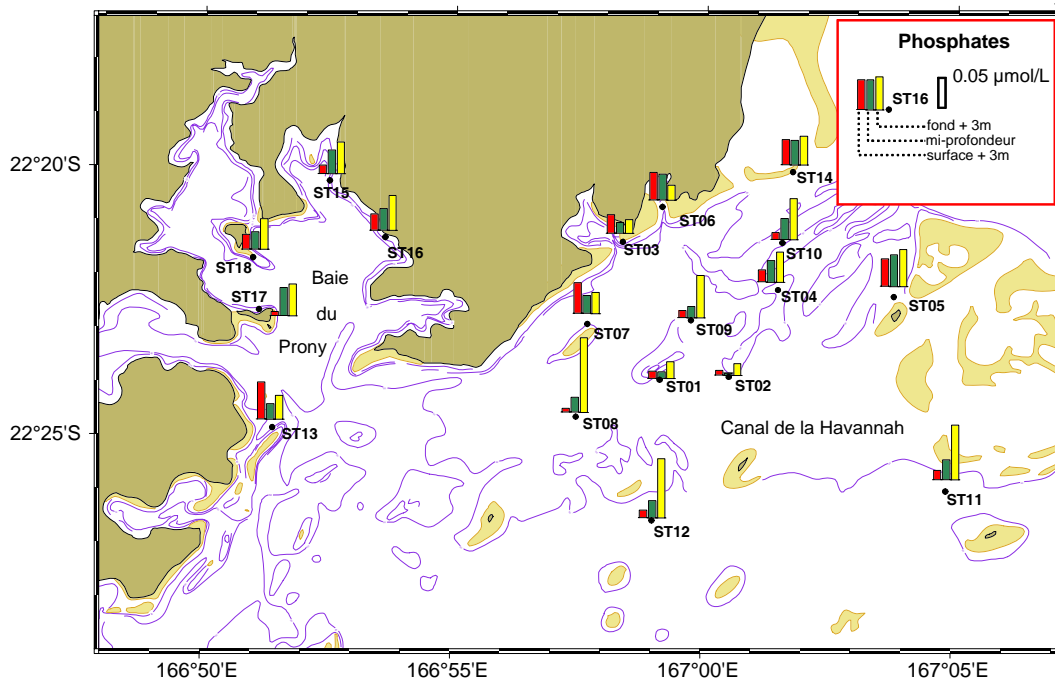 Phosphates
0.05 µmol/L
ST16
fond + 3m
mi-profondeur
surface + 3m
22°20'S
22°25'S
ST15
ST16
ST18
ST17
Baie
du
Prony
ST13
ST14
ST06
ST03
ST10
ST04
ST05
ST07
ST09
ST01
ST02
ST08
Canal de la Havannah
ST11
ST12
166°50'E
166°55'E
167°00'E
167°05'E